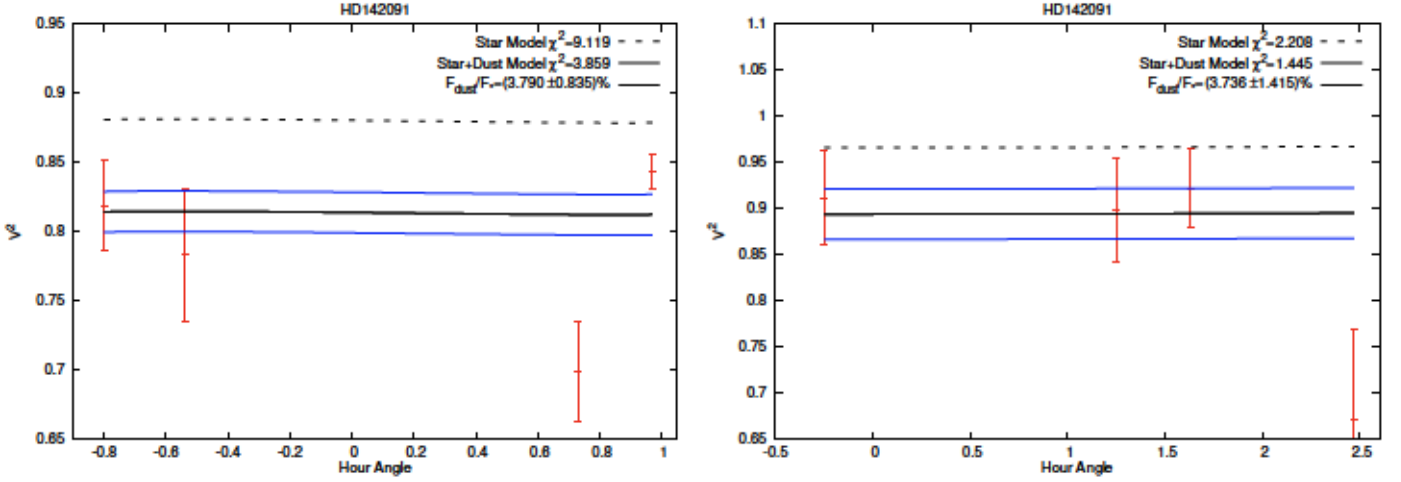 HD142091
0.95
0.9
0.85
0.8
0.75
0.7
0.65
V²
Star Model χ²=9.119
Star+Dust Model χ²=3.859
F_dust/F*=(3.790 ±0.835)%
-0.8
-0.6
-0.4
-0.2
0
0.2
0.4
0.6
0.8
1
Hour Angle
HD142091
1.1
1.05
1
0.95
0.9
0.85
0.8
0.75
0.7
0.65
V²
Star Model χ²=2.208
Star+Dust Model χ²=1.445
F_dust/F*=(3.736 ±1.415)%
-0.5
0
0.5
1
1.5
2
2.5
Hour Angle